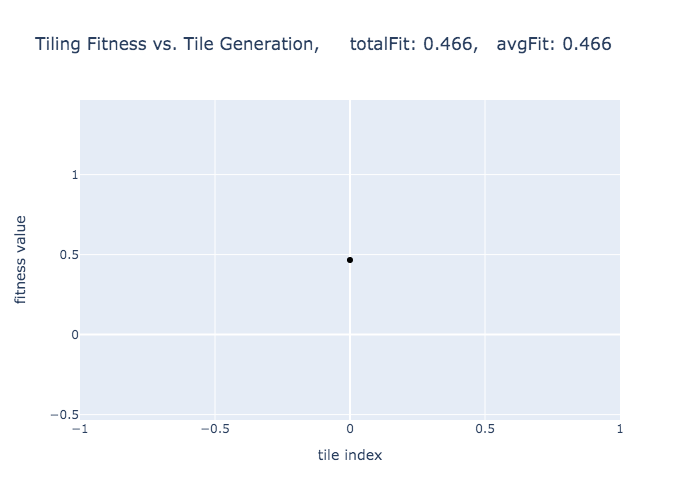 Tiling Fitness vs. Tile Generation, totalFit: 0.466, avgFit: 0.466
1
0.5
0
−0.5
fitness value
−1 −0.5 0 0.5 1
tile index